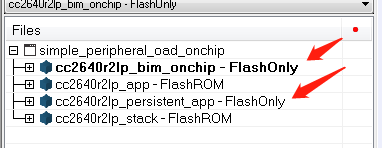 cc2640r2lp_bim_onchip - FlashOnly
Files
simple_peripheral_oad_onchip
cc2640r2lp_bim_onchip - FlashOnly
cc2640r2lp_app - FlashROM
cc2640r2lp_persistent_app - FlashOnly
cc2640r2lp_stack - FlashROM